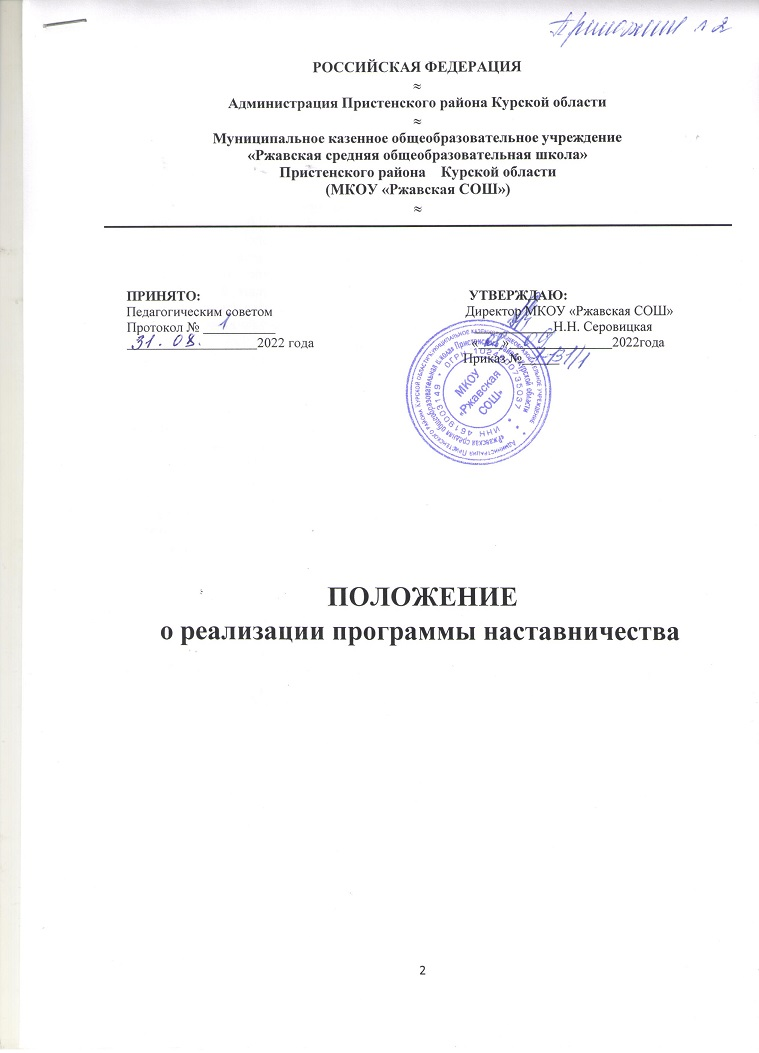 Приложение №2
РОССИЙСКАЯ ФЕДЕРАЦИЯ
≈
Администрация Пристенского района Курской области
≈
Муниципальное казенное общеобразовательное учреждение
«Ржавская средняя общеобразовательная школа»
Пристенского района Курской области
(МКОУ «Ржавская СОШ»)
≈
ПРИНЯТО:
Педагогическим советом
Протокол № 1
31. 08. 2022 года
УТВЕРЖДАЮ:
Директор МКОУ «Ржавская СОШ»
Н.Н. Серовицкая
2022года
Приказ №
МКОУ
«Ржавская
СОШ»
ПОЛОЖЕНИЕ
о реализации программы наставничества
2